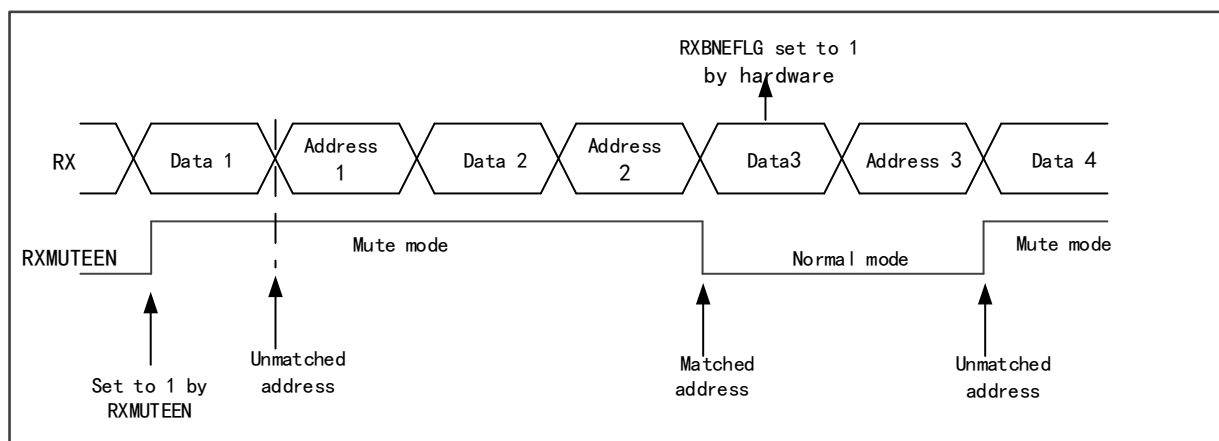 RXBNEFLG set to 1
by hardware
RX
Data 1
Address
1
Data 2
Address
2
Data3
Address 3
Data 4
RXMUTEEN
Mute mode
Normal mode
Mute mode
Set to 1 by
RXMUTEEN
Unmatched
address
Matched
address
Unmatched
address